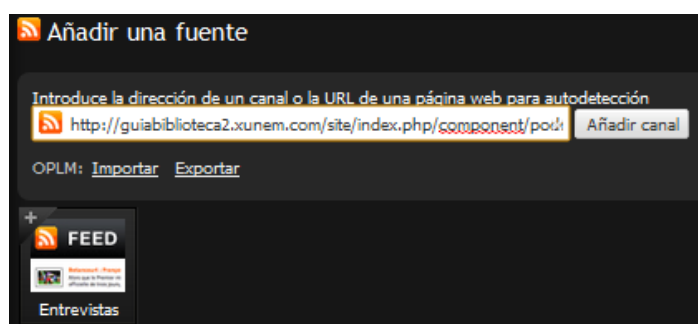 Añadir una fuente
Introduce la dirección de un canal o la URL de una página web para autodetección
http://guiabiblioteca2.xunem.com/site/index.php/component/pod
Añadir canal
OPLM: Importar Exportar
+
FEED
Entrevistas